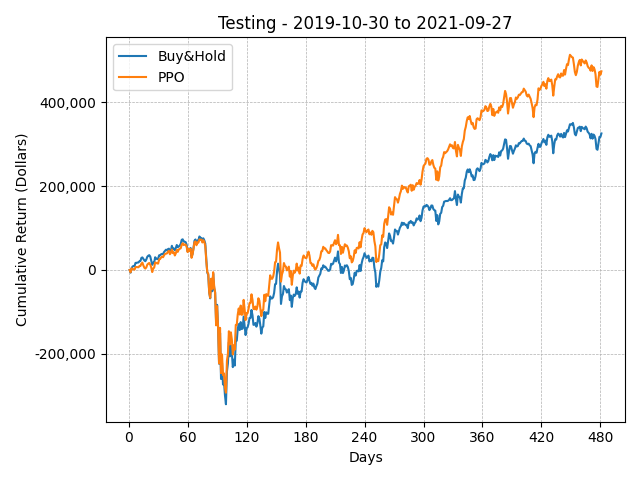 Testing - 2019-10-30 to 2021-09-27
Buy&Hold
PPO
Cumulative Return (Dollars)
400,000
200,000
0
-200,000
0 60 120 180 240 300 360 420 480
Days